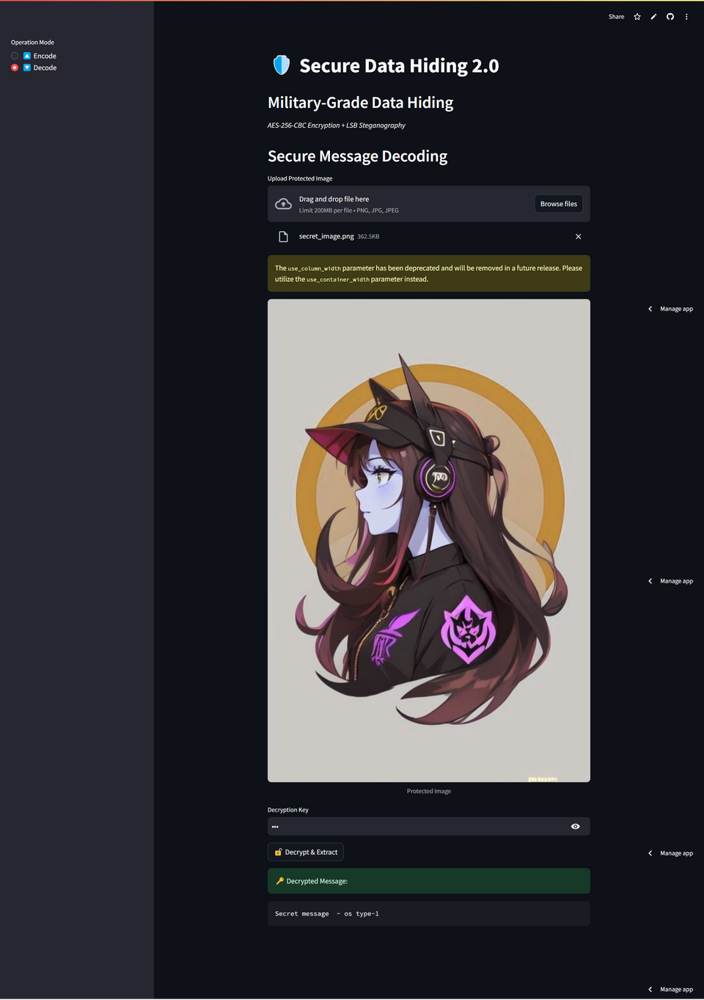 Share
Operation Mode
Encode
Decode
Secure Data Hiding 2.0
Military-Grade Data Hiding
AES-256-CBC Encryption + LSB Steganography
Secure Message Decoding
Upload Protected Image
Drag and drop file here
Limit 200MB per file • PNG, JPG, JPEG
Browse files
secret_image.png 362.5KB
The use_column_width parameter has been deprecated and will be removed in a future release. Please
utilize the use_container_width parameter instead.
Manage app
Manage app
Protected Image
Decryption Key
•••
Decrypt & Extract
Manage app
Decrypted Message:
Secret message  - os type-1
Manage app